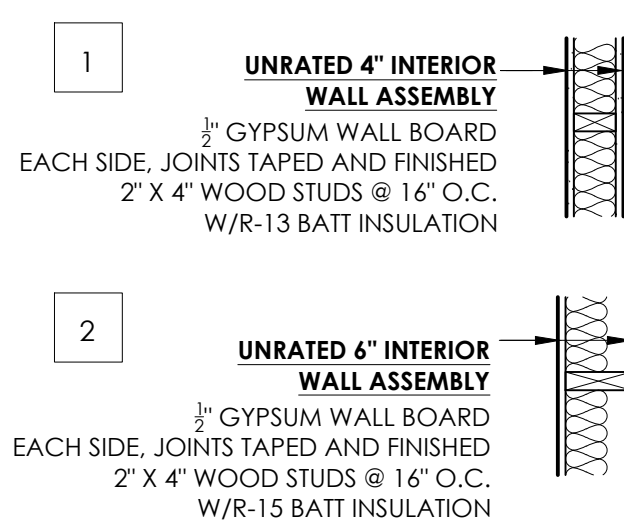 1
UNRATED 4" INTERIOR
WALL ASSEMBLY
½" GYPSUM WALL BOARD
EACH SIDE, JOINTS TAPED AND FINISHED
2" X 4" WOOD STUDS @ 16" O.C.
W/R-13 BATT INSULATION
2
UNRATED 6" INTERIOR
WALL ASSEMBLY
½" GYPSUM WALL BOARD
EACH SIDE, JOINTS TAPED AND FINISHED
2" X 4" WOOD STUDS @ 16" O.C.
W/R-15 BATT INSULATION